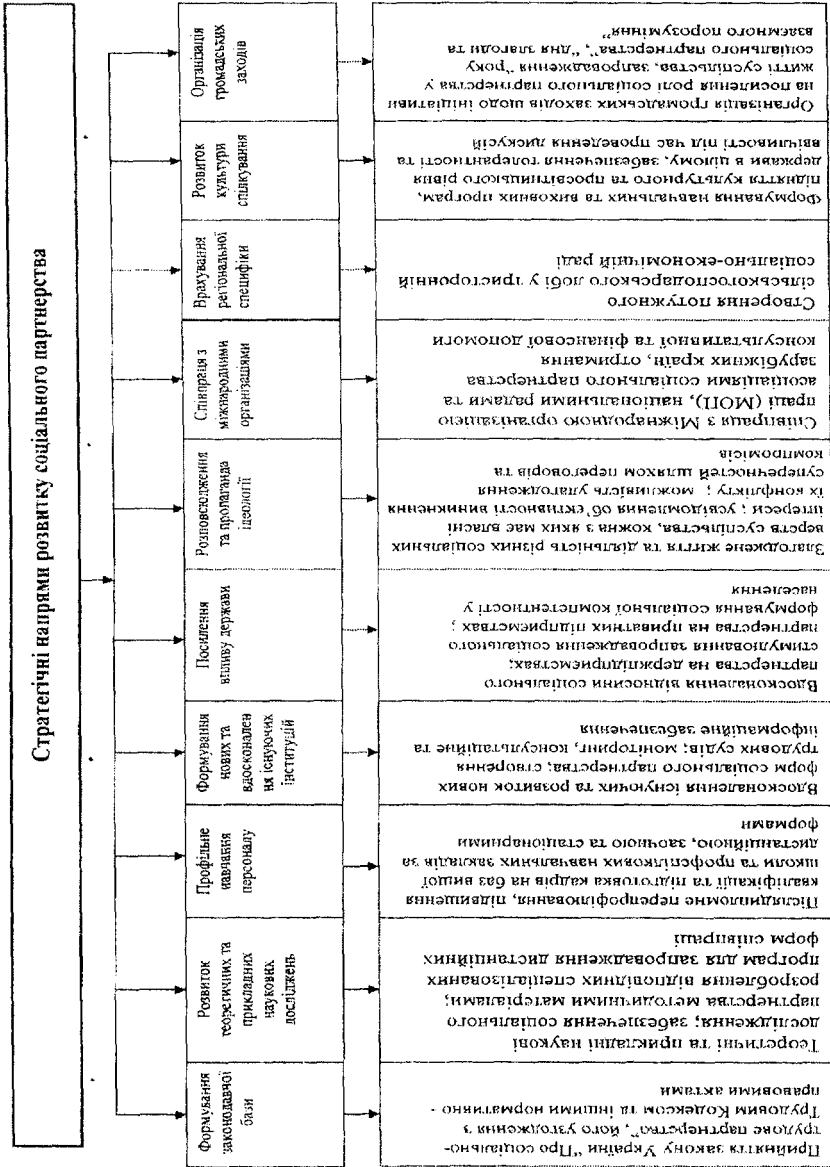 Стратегічні напрями розвитку соціального партнерства
Формування
законодавчої
бази
Прийняття закону України "Про соціально-
трудове партнерство", його узгодження з
Трудовим Кодексом та іншими нормативно -
правовими актами
Розвиток
теоретичних та
прикладних
наукових
досліджень
Теоретичні та прикладні наукові
дослідження; забезпечення соціального
партнерства методичними матеріалами;
розроблення відповідних спеціалізованих
програм для запровадження дистанційних
форм співпраці
Профільне
навчання
персоналу
Післядипломне перепрофілювання, підвищення
кваліфікації та підготовка кадрів на баз вищої
школи та профспілкових навчальних закладів за
дистанційною, заочною та стаціонарними
формами
Формування
нових та
вдосконален
ня існуючих
інституцій
Вдосконалення існуючих та розвиток нових
форм соціального партнерства; створення
трудових судів; моніторинг, консультаційне та
інформаційне забезпечення
Посилення
впливу держави
Вдосконалення відносини соціального
партнерства на держпідприємствах;
стимулювання запровадження соціального
партнерства на приватних підприємствах ;
формування соціальної компетентності у
населення
Розповсюдження
та пропаганда
ідеології
Злагоджене життя та діяльність різних соціальних
верств суспільства, кожна з яких має власні
інтереси ; усвідомлення об'єктивності виникнення
їх конфлікту ; можливість улагодження
суперечностей шляхом переговорів та
компромісів
Співпраця з
міжнародними
організаціями
Співпраця з Міжнародною організацією
праці (МОП), національними радами та
асоціаціями соціального партнерства
зарубіжних країн, отримання
консультативної та фінансової допомоги
Врахування
регіональної
специфіки
Створення потужного
сільськогосподарського лобі у тристоронній
соціально-економічній раді
Розвиток
культури
спілкування
Формування навчальних та виховних програм,
підняття культурного та просвітницького рівня
держави в цілому, забезпечення толерантності та
ввічливості під час проведення дискусій
Організація
громадських
заходів
Організація громадських заходів щодо ініціативи
на посилення ролі соціального партнерства у
житті суспільства, запровадження "року
соціального партнерства", "дня злагоди та
взаємного порозуміння"